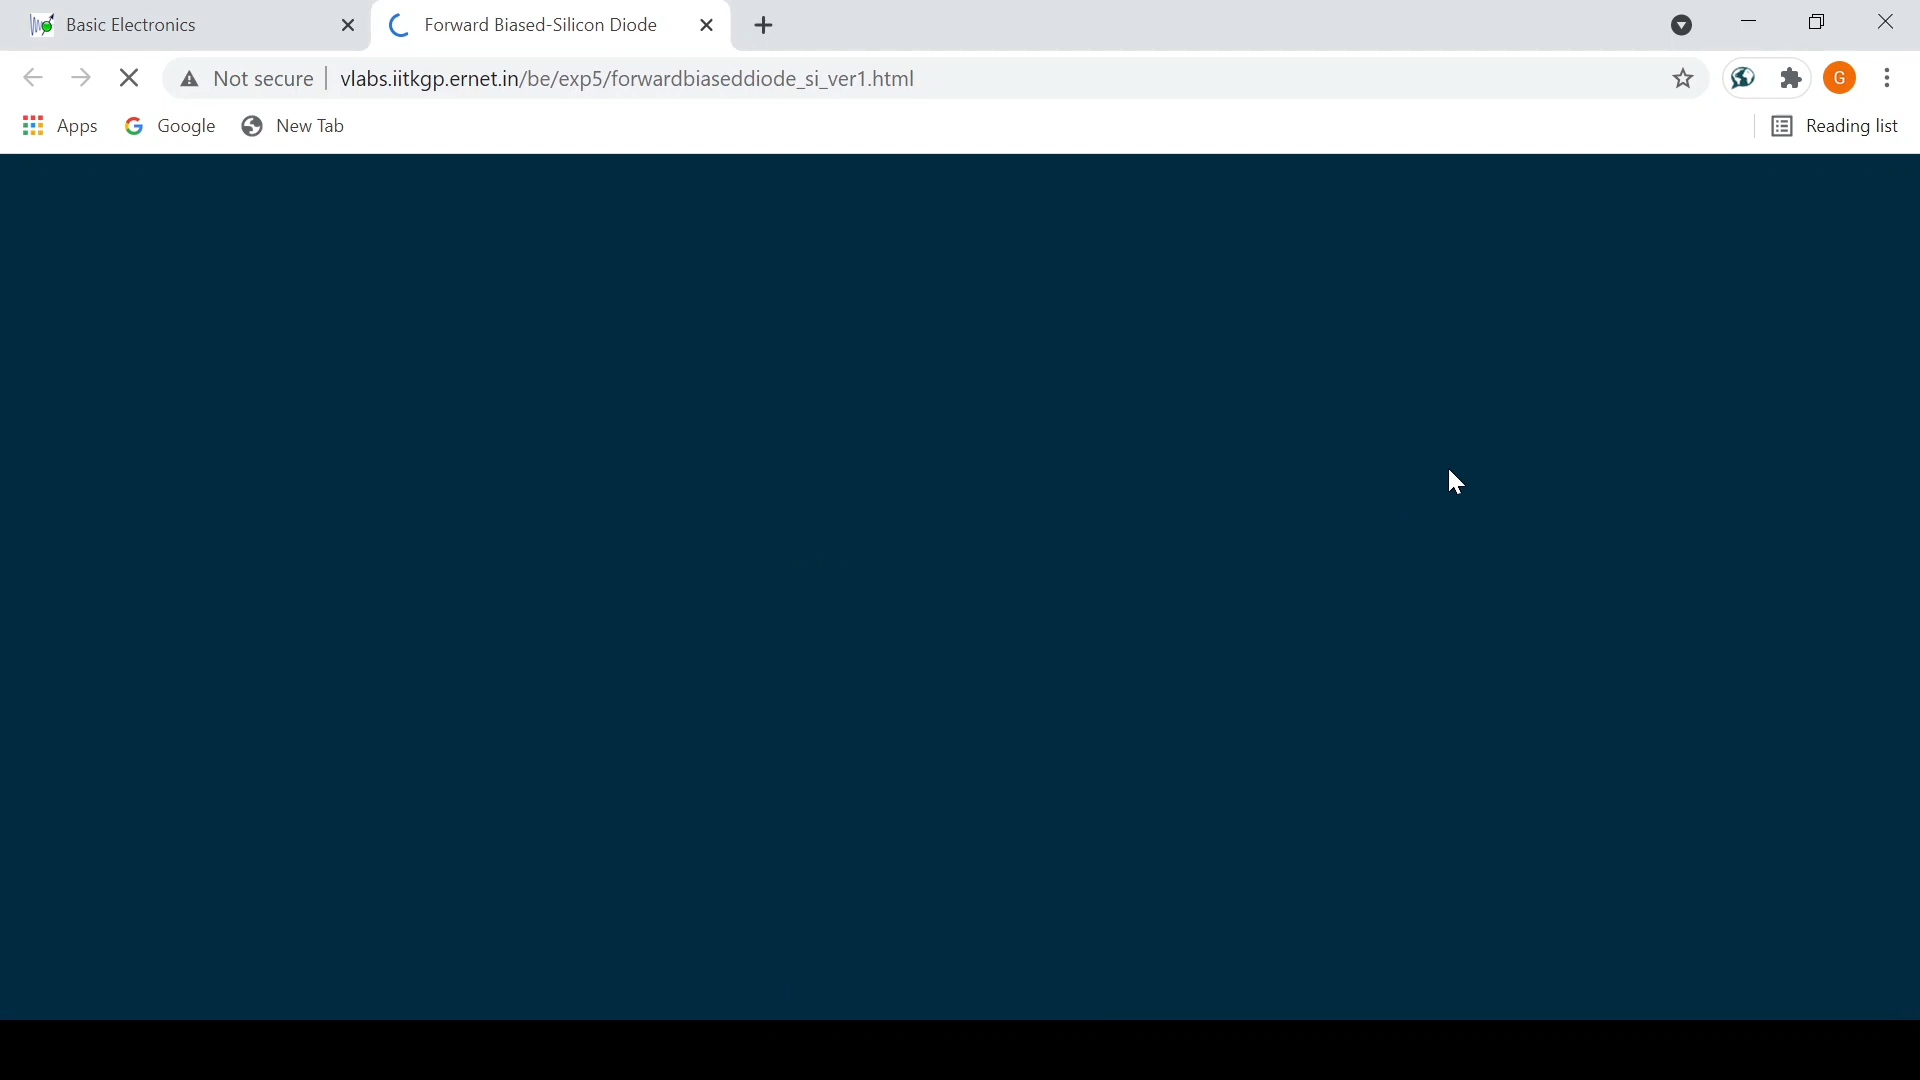 Basic Electronics
Forward Biased-Silicon Diode
Not secure
vlabs.iitkgp.ernet.in/be/exp5/forwardbiaseddiode_si_ver1.html
G
Apps
Google
New Tab
Reading list